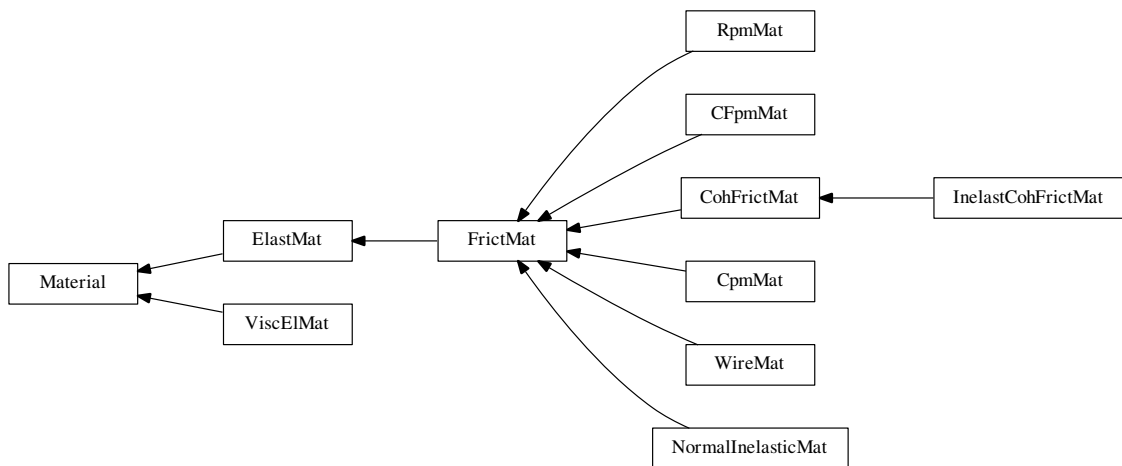 RpmMat
CFpmMat
CohFrictMat
InelastCohFrictMat
ElastMat
FrictMat
Material
CpmMat
ViscElMat
WireMat
NormalInelasticMat